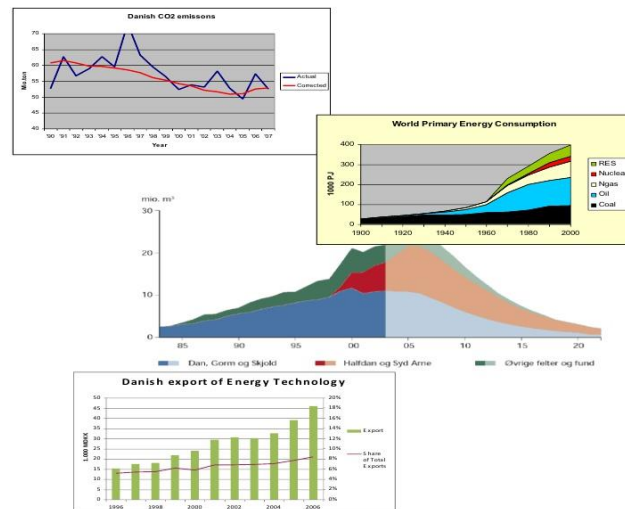 Danish CO2 emissons
70
65
60
55
50
45
40
Mioton
'90 '91 '92 '93 '94 '95 '96 '97 '98 '99 '00 '01 '02 '03 '04 '05 '06 '07
Year
Actual
Corrected
World Primary Energy Consumption
400
300
200
100
0
1000 PJ
1900 1920 1940 1960 1970 1980 1990 2000
RES
Nuclear
Ngas
Oil
Coal
mio. m³
30
20
10
0
85 90 95 00 05 10 15 20
Dan, Gorm og Skjold
Halfdan og Syd Arne
Øvrige felter og fund
Danish export of Energy Technology
50
45
40
35
30
25
20
15
10
5
0
20%
18%
16%
14%
12%
10%
8%
6%
4%
2%
0%
1996 1998 2000 2002 2004 2006
Export
Share
of Total
Exports